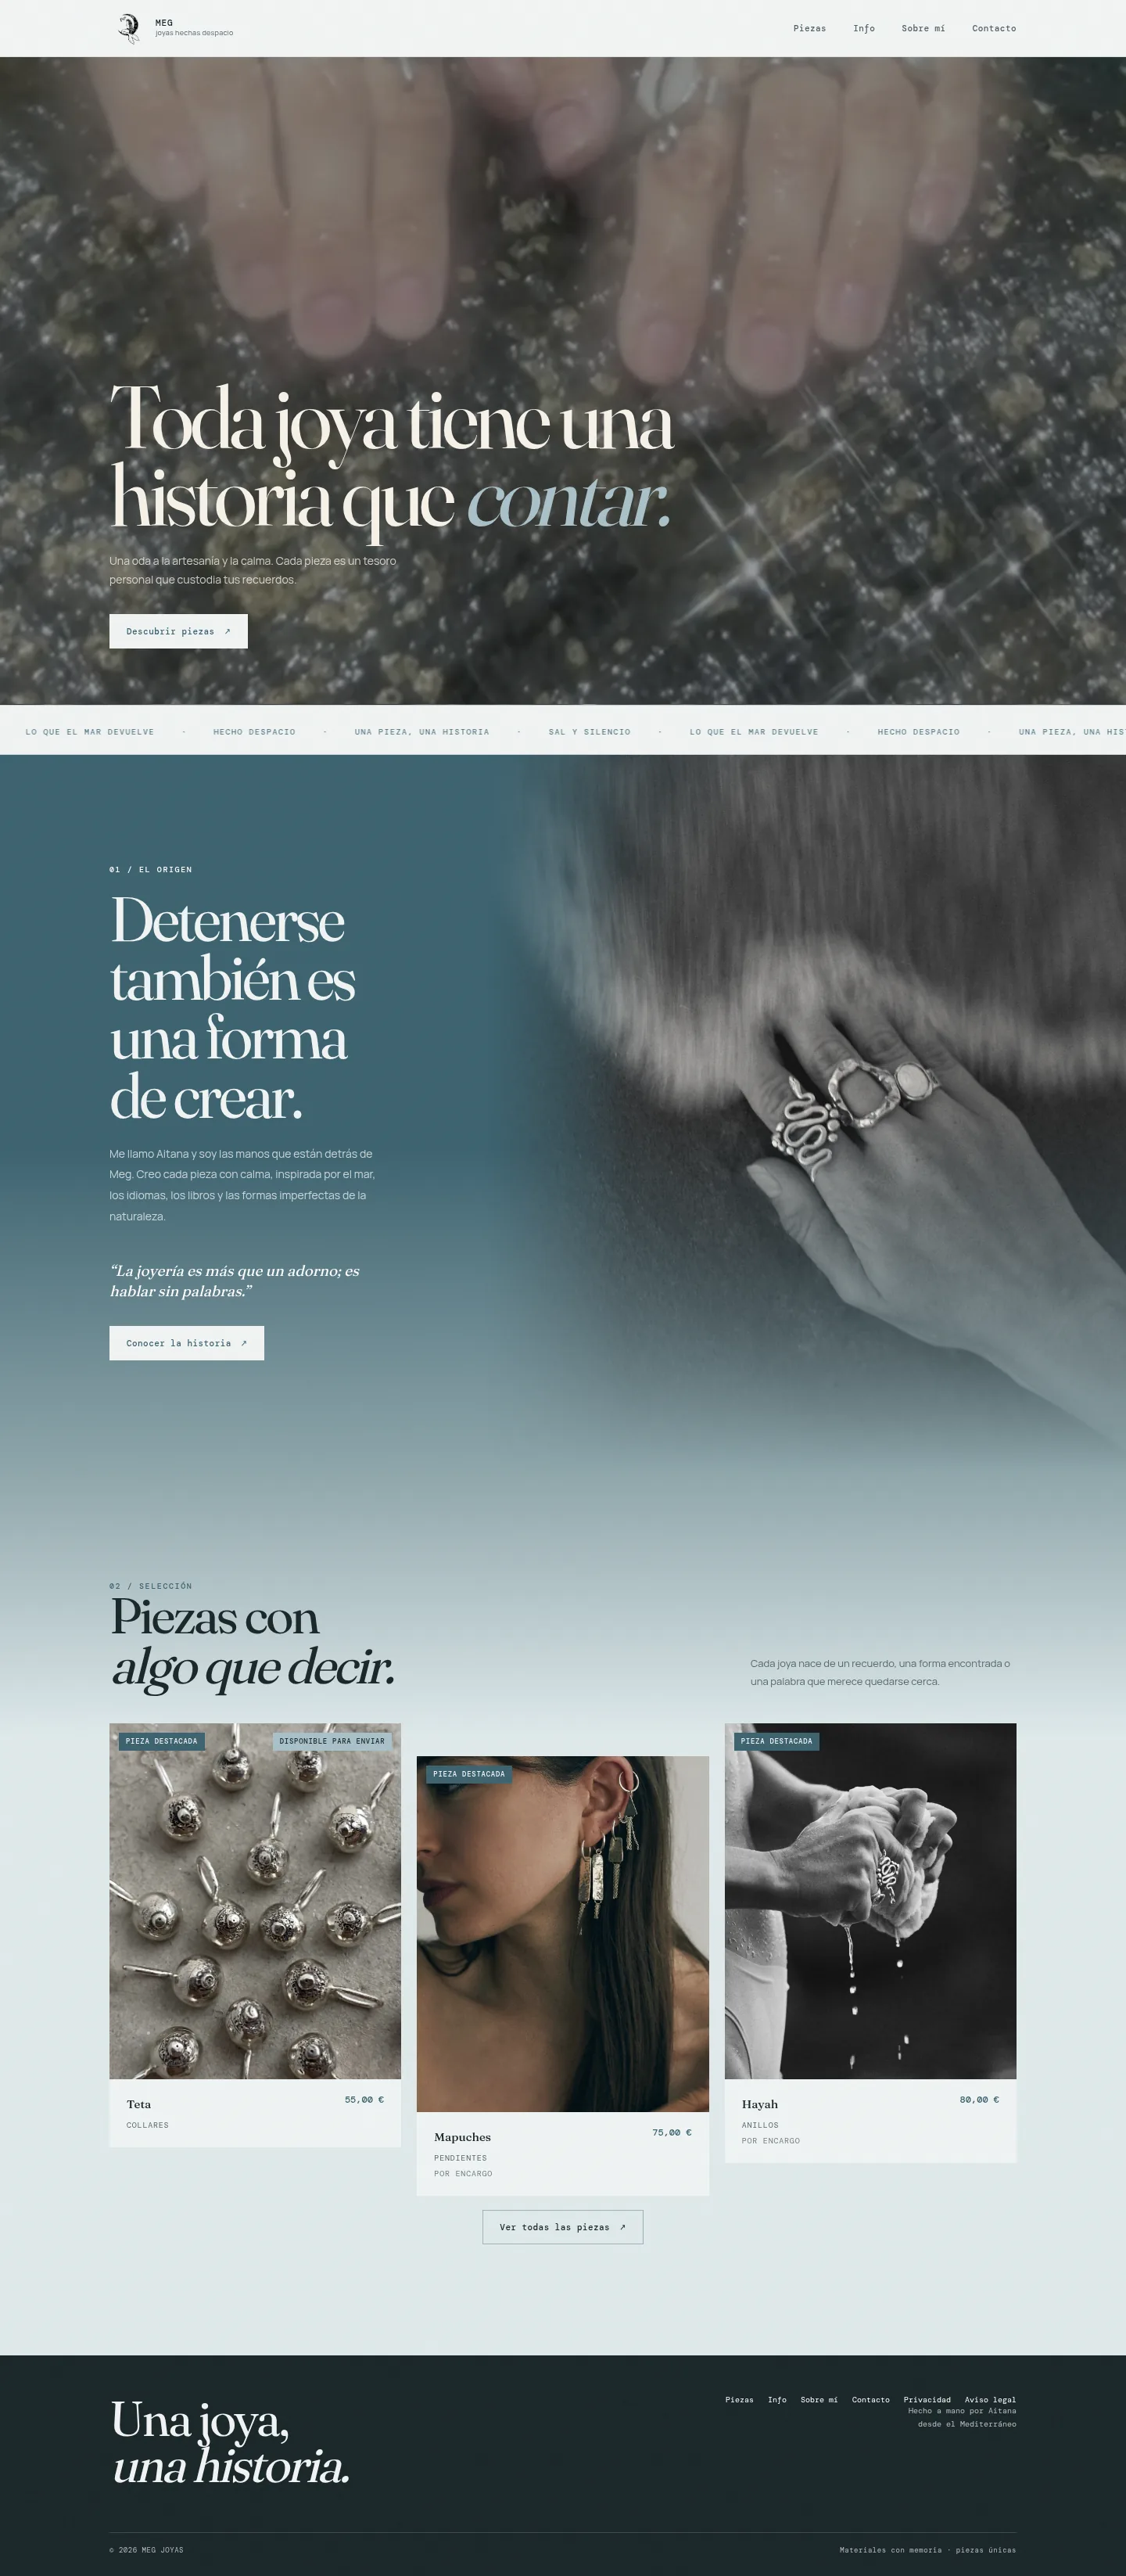 MEG
joyas hechas despacio
Piezas Info Sobre mí Contacto
Toda joya tiene una
historia que contar.
Una oda a la artesanía y la calma. Cada pieza es un tesoro
personal que custodia tus recuerdos.
Descubrir piezas ↗
LO QUE EL MAR DEVUELVE · HECHO DESPACIO · UNA PIEZA, UNA HISTORIA · SAL Y SILENCIO · LO QUE EL MAR DEVUELVE · HECHO DESPACIO · UNA PIEZA, UNA HIS
01 / EL ORIGEN
Detenerse
también es
una forma
de crear.
Me llamo Aitana y soy las manos que están detrás de
Meg. Creo cada pieza con calma, inspirada por el mar,
los idiomas, los libros y las formas imperfectas de la
naturaleza.
“La joyería es más que un adorno; es
hablar sin palabras.”
Conocer la historia ↗
02 / SELECCIÓN
Piezas con
algo que decir.
Cada joya nace de un recuerdo, una forma encontrada o
una palabra que merece quedarse cerca.
PIEZA DESTACADA
DISPONIBLE PARA ENVIAR
Teta
55,00 €
COLLARES
PIEZA DESTACADA
Mapuches
75,00 €
PENDIENTES
POR ENCARGO
PIEZA DESTACADA
Hayah
80,00 €
ANILLOS
POR ENCARGO
Ver todas las piezas ↗
Una joya,
una historia.
Piezas Info Sobre mí Contacto Privacidad Aviso legal
Hecho a mano por Aitana
desde el Mediterráneo
© 2026 MEG JOYAS
Materiales con memoria · piezas únicas